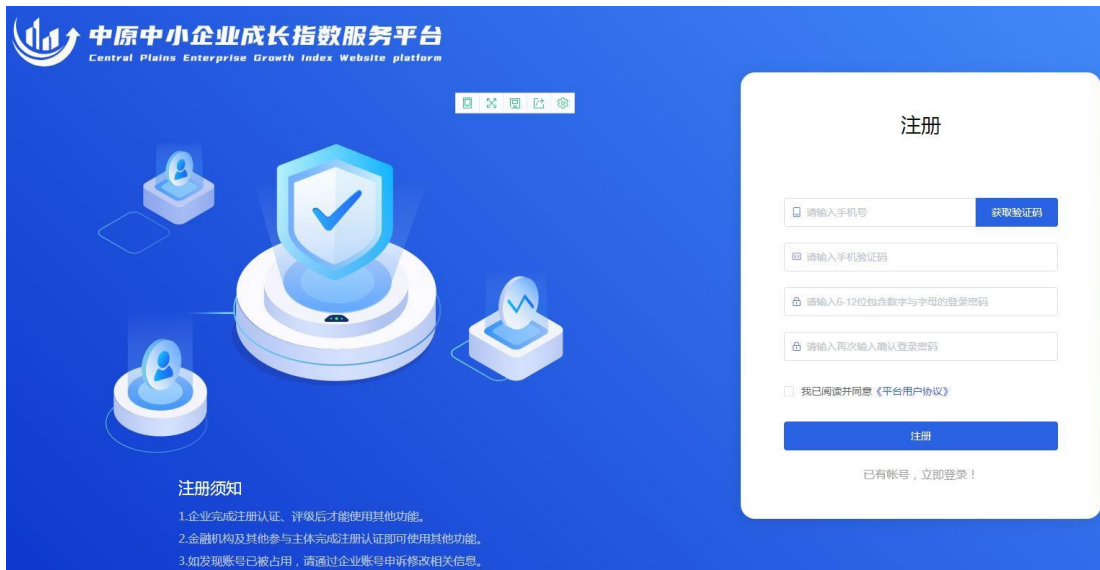 中原中小企业成长指数服务平台
Central Plains Enterprise Growth Index Website platform
注册
请输入手机号
获取验证码
请输入手机验证码
请输入6-12位包含数字与字母的登录密码
请输入再次输入确认登录密码
我已阅读并同意《平台用户协议》
注册
已有帐号，立即登录！
注册须知
1.企业完成注册认证、评级后才能使用其他功能。
2.金融机构及其他参与主体完成注册认证即可使用其他功能。
3.如发现账号已被占用，请通过企业账号申诉修改相关信息。